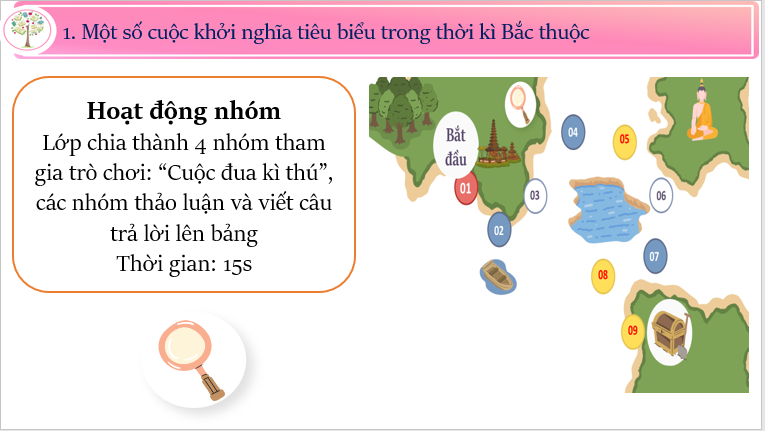 1. Một số cuộc khởi nghĩa tiêu biểu trong thời kì Bắc thuộc
Hoạt động nhóm
Lớp chia thành 4 nhóm tham
gia trò chơi: “Cuộc đua kì thú”,
các nhóm thảo luận và viết câu
trả lời lên bảng
Thời gian: 15s
Bắt
đầu
01
02
03
04
05
06
07
08
09